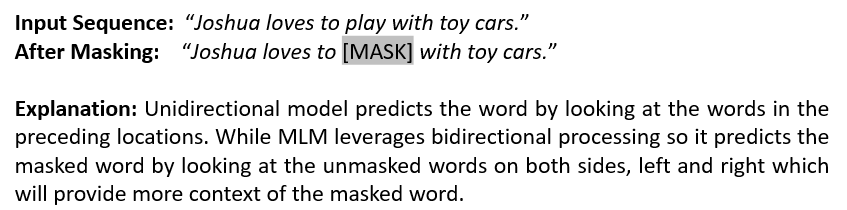 Input Sequence: “Joshua loves to play with toy cars.”
After Masking: “Joshua loves to [MASK] with toy cars.”
Explanation: Unidirectional model predicts the word by looking at the words in the
preceding locations. While MLM leverages bidirectional processing so it predicts the
masked word by looking at the unmasked words on both sides, left and right which
will provide more context of the masked word.